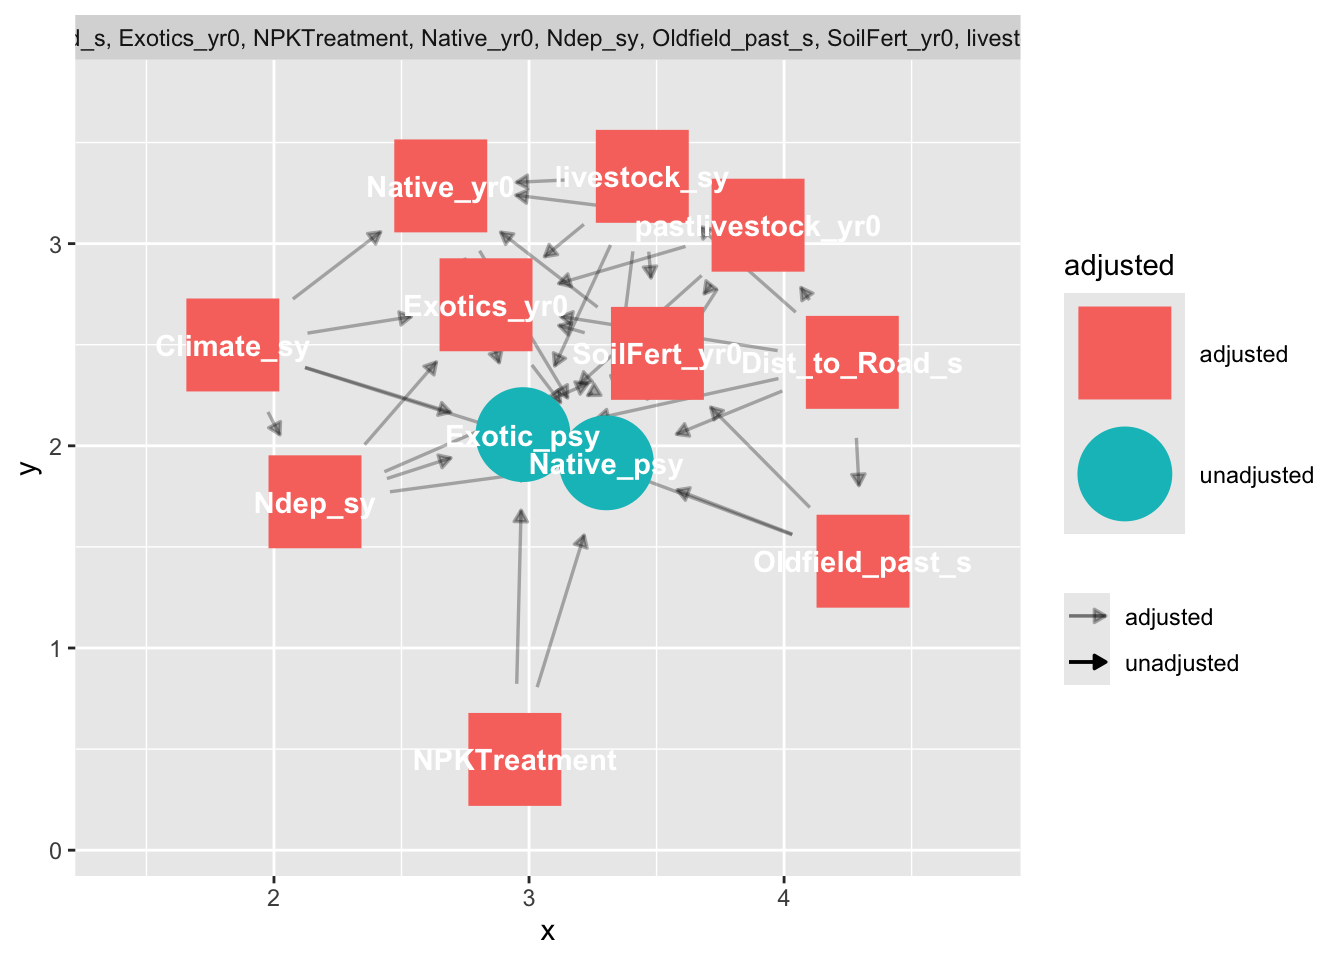 d_s, Exotics_yr0, NPKTreatment, Native_yr0, Ndep_sy, Oldfield_past_s, SoilFert_yr0, livest
Native_yr0
livestock_sy
pastlivestock_yr0
Exotics_yr0
Climate_sy
SoilFert_yr0
Dist_to_Road_s
Exotic_psy
Native_psy
Ndep_sy
Oldfield_past_s
NPKTreatment
3
2
1
0
y
2
3
4
x
adjusted
adjusted
unadjusted
adjusted
unadjusted